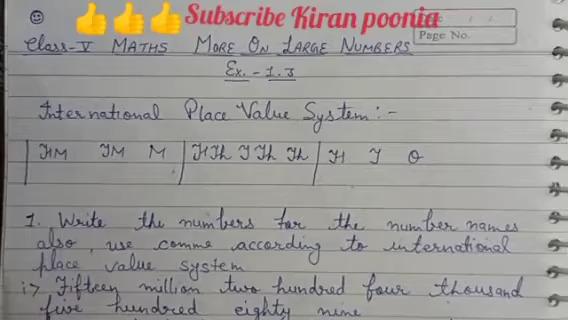 Subscribe Kiran poonia
Page No.
Class-V MATHS MORE ON LARGE NUMBERS
Ex. - 1.3
International Place Value System :-
HM TM M HTh TTh Th H T O
1. Write the numbers for the number names
also, use comma according to international
place value system
i> Fifteen million two hundred four thousand
five hundred eighty nine